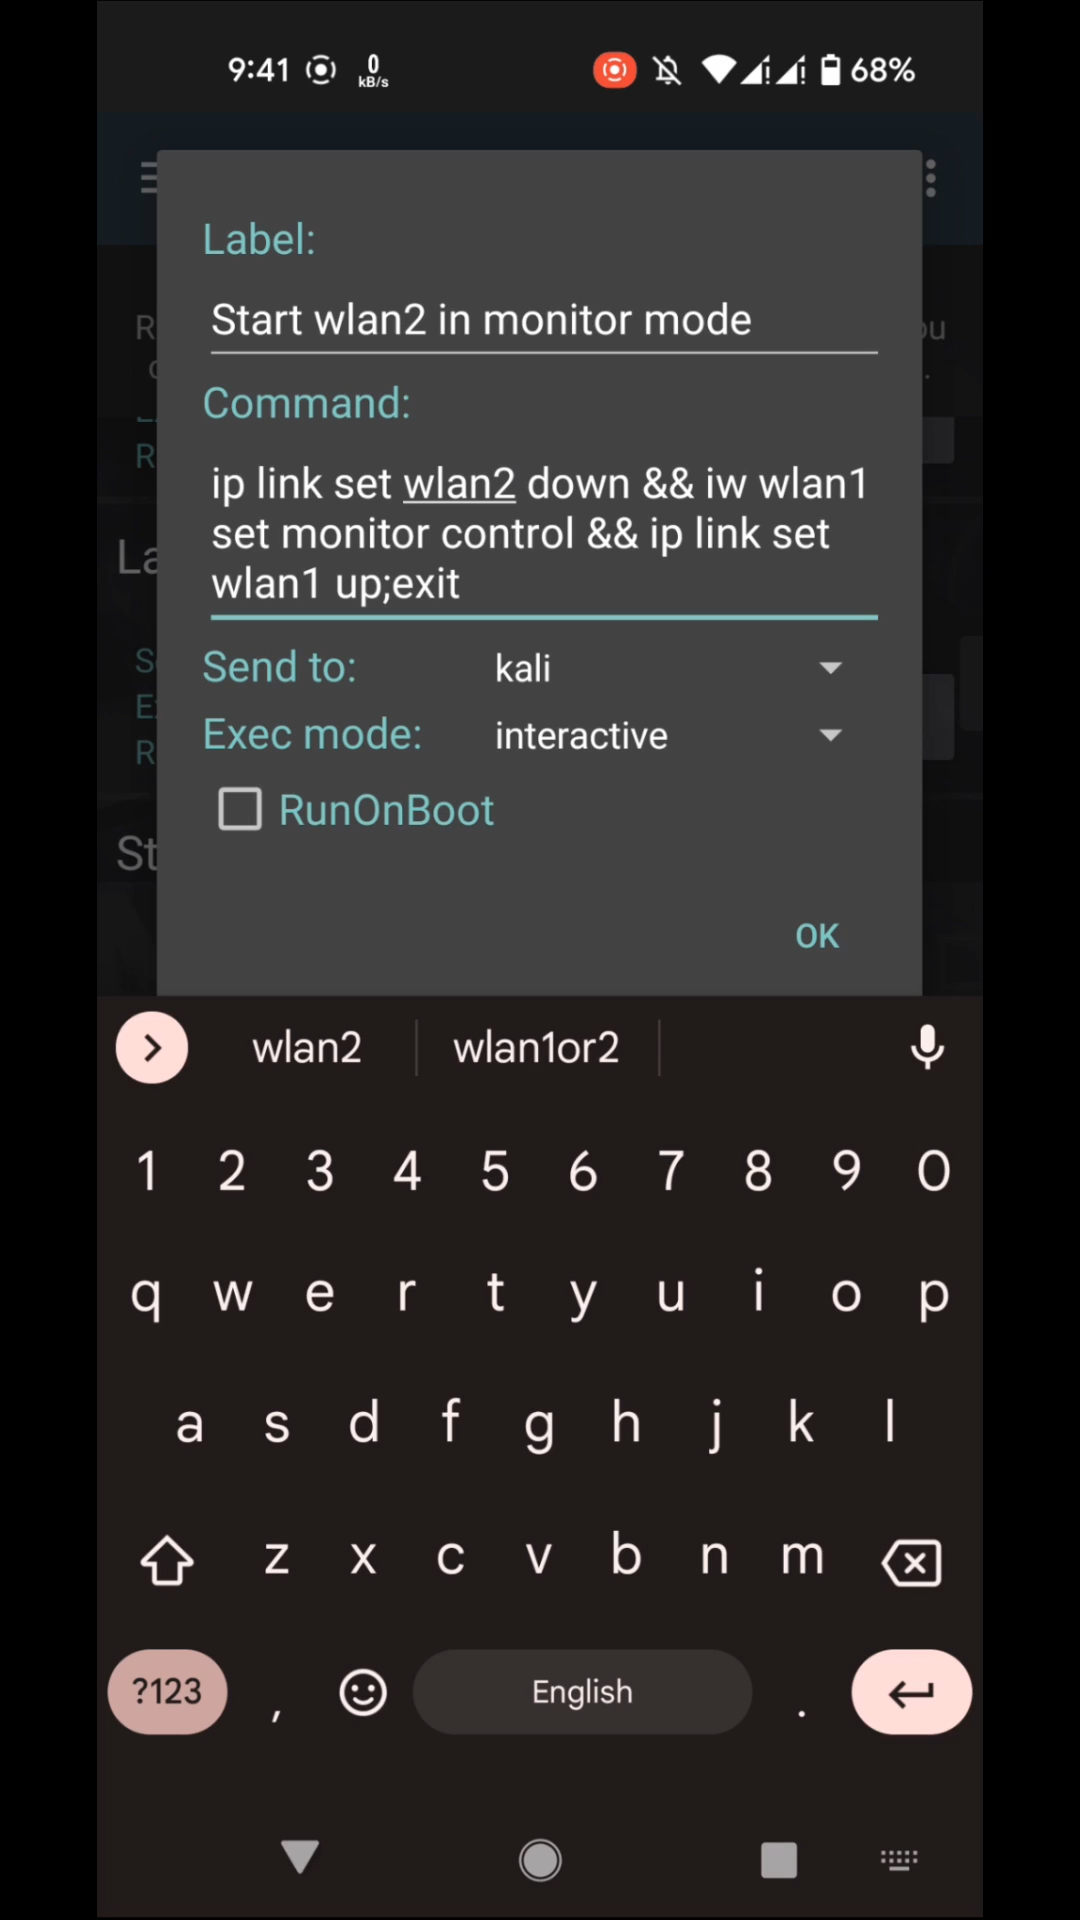 9:41 0 kB/s 68%
Label:
Start wlan2 in monitor mode
Command:
ip link set wlan2 down && iw wlan1
set monitor control && ip link set
wlan1 up;exit
Send to: kali
Exec mode: interactive
RunOnBoot
OK
wlan2 wlan1or2
1 2 3 4 5 6 7 8 9 0
q w e r t y u i o p
a s d f g h j k l
z x c v b n m
?123 , English .